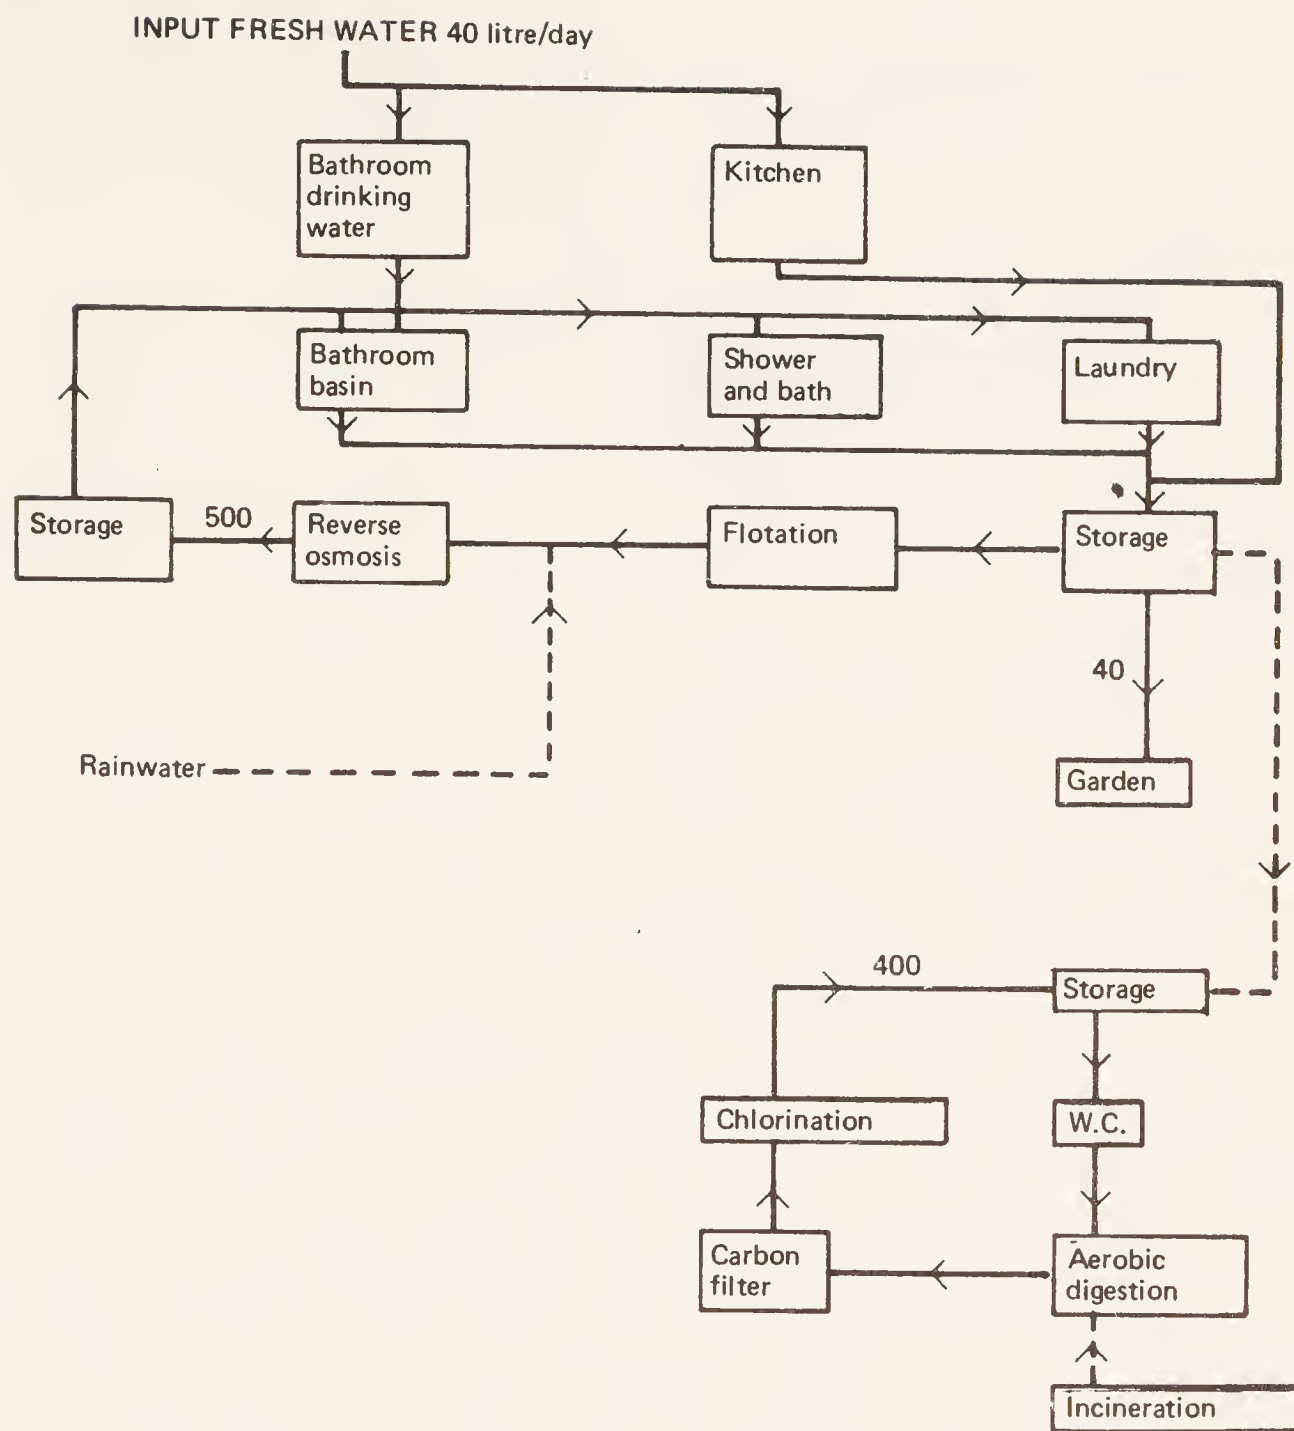 INPUT FRESH WATER 40 litre/day
Bathroom
drinking
water
Kitchen
Bathroom
basin
Shower
and bath
Laundry
Storage
500
Reverse
osmosis
Flotation
Storage
40
Rainwater
Garden
400
Storage
Chlorination
W.C.
Carbon
filter
Aerobic
digestion
Incineration